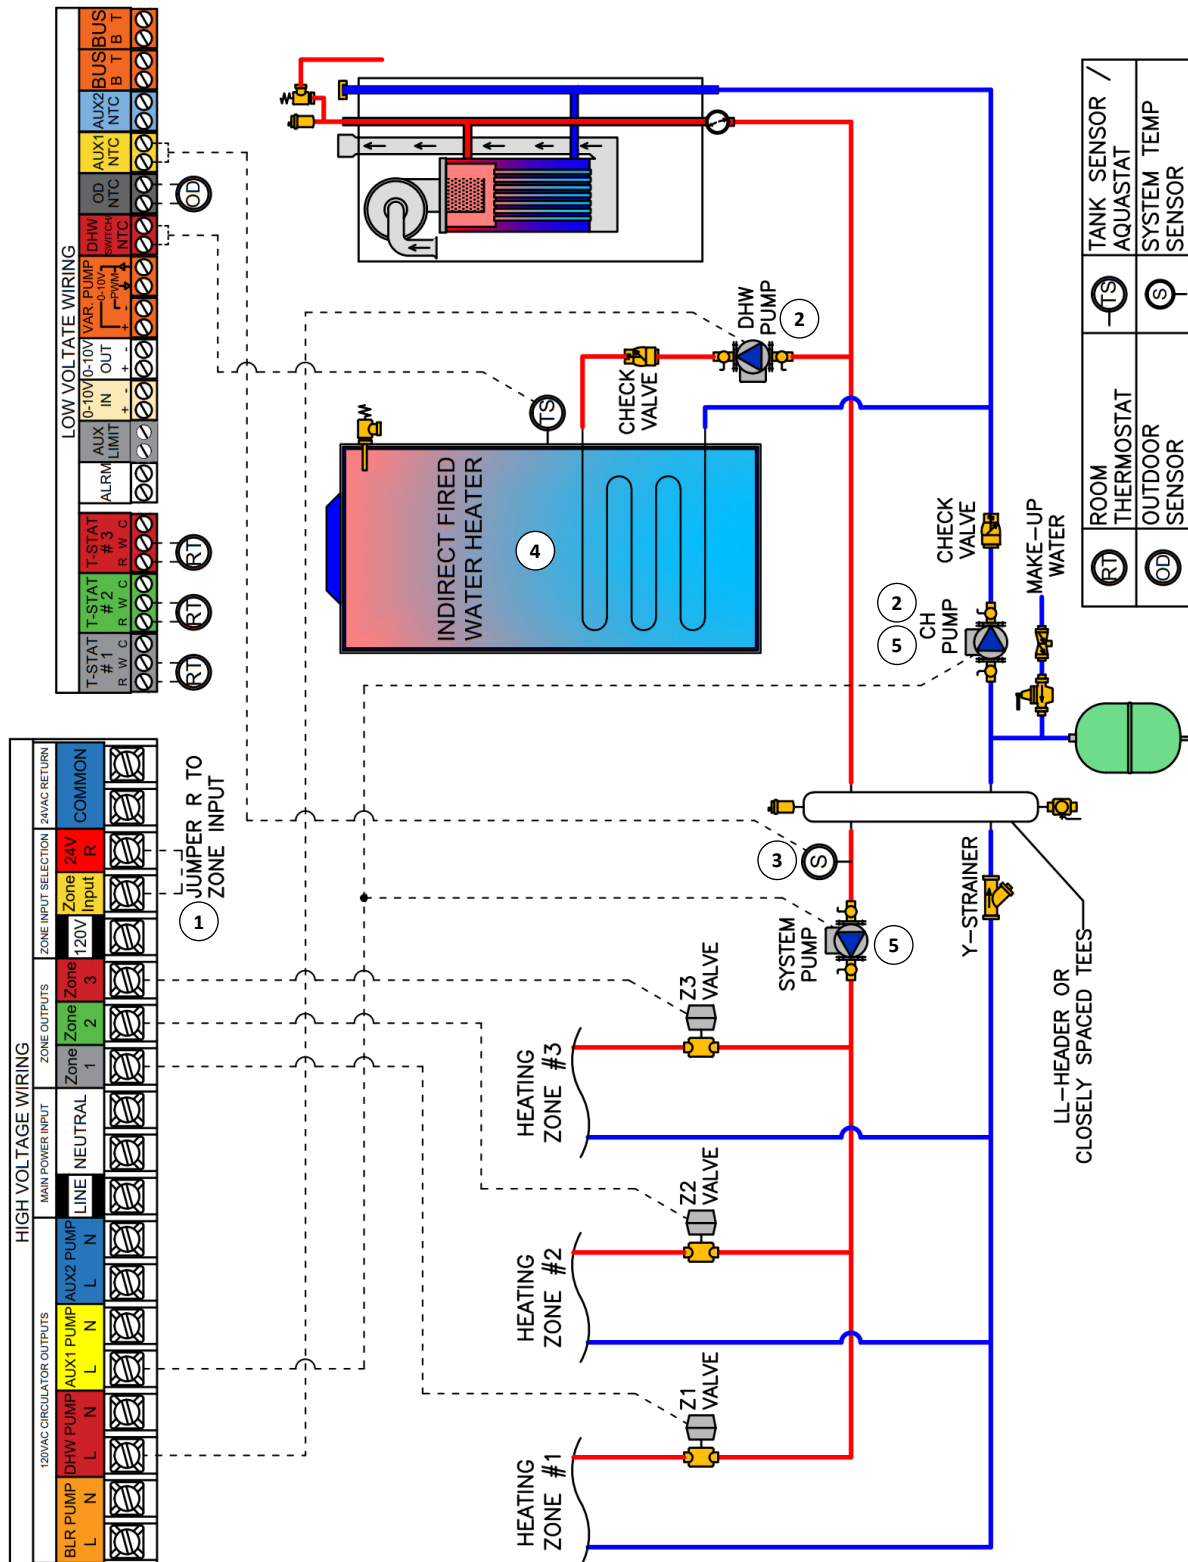 HIGH VOLTAGE WIRING
120VAC CIRCULATOR OUTPUTS
MAIN POWER INPUT
ZONE OUTPUTS
ZONE INPUT SELECTION
24VAC RETURN
BLR PUMP
L N
DHW PUMP
L N
AUX1 PUMP
L N
AUX2 PUMP
L N
LINE
NEUTRAL
Zone
1
Zone
2
Zone
3
120V
Zone
Input
24V
R
COMMON
1
JUMPER R TO
ZONE INPUT
LOW VOLTATE WIRING
T-STAT
# 1
R W C
T-STAT
# 2
R W C
T-STAT
# 3
R W C
ALRM
AUX
LIMIT
0-10V
IN
+ -
0-10V
OUT
+ -
VAR. PUMP
0-10V
PWM
+ -
DHW
SWITCH/
NTC
OD
NTC
AUX1
NTC
AUX2
NTC
BUS
B T
BUS
B T
RT
RT
RT
OD
INDIRECT FIRED
WATER HEATER
4
TS
CHECK
VALVE
DHW
PUMP
2
HEATING
ZONE #1
Z1
VALVE
HEATING
ZONE #2
Z2
VALVE
HEATING
ZONE #3
Z3
VALVE
SYSTEM
PUMP
5
3
S
Y-STRAINER
LL-HEADER OR
CLOSELY SPACED TEES
2
5
CH
PUMP
CHECK
VALVE
MAKE-UP
WATER
RT
ROOM
THERMOSTAT
TS
TANK SENSOR /
AQUASTAT
OD
OUTDOOR
SENSOR
S
SYSTEM TEMP
SENSOR